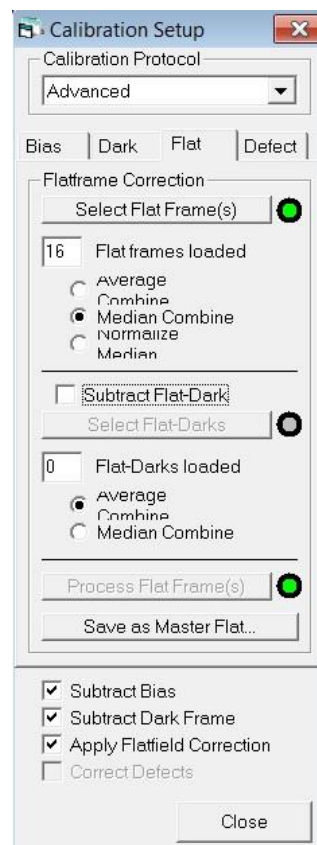 Calibration Setup
Calibration Protocol
Advanced
Bias Dark Flat Defect
Flatframe Correction
Select Flat Frame(s)
16 Flat frames loaded
Average
Combine
Median Combine
Normalize
Median
Subtract Flat-Dark
Select Flat-Darks
0 Flat-Darks loaded
Average
Combine
Median Combine
Process Flat Frame(s)
Save as Master Flat...
Subtract Bias
Subtract Dark Frame
Apply Flatfield Correction
Correct Defects
Close